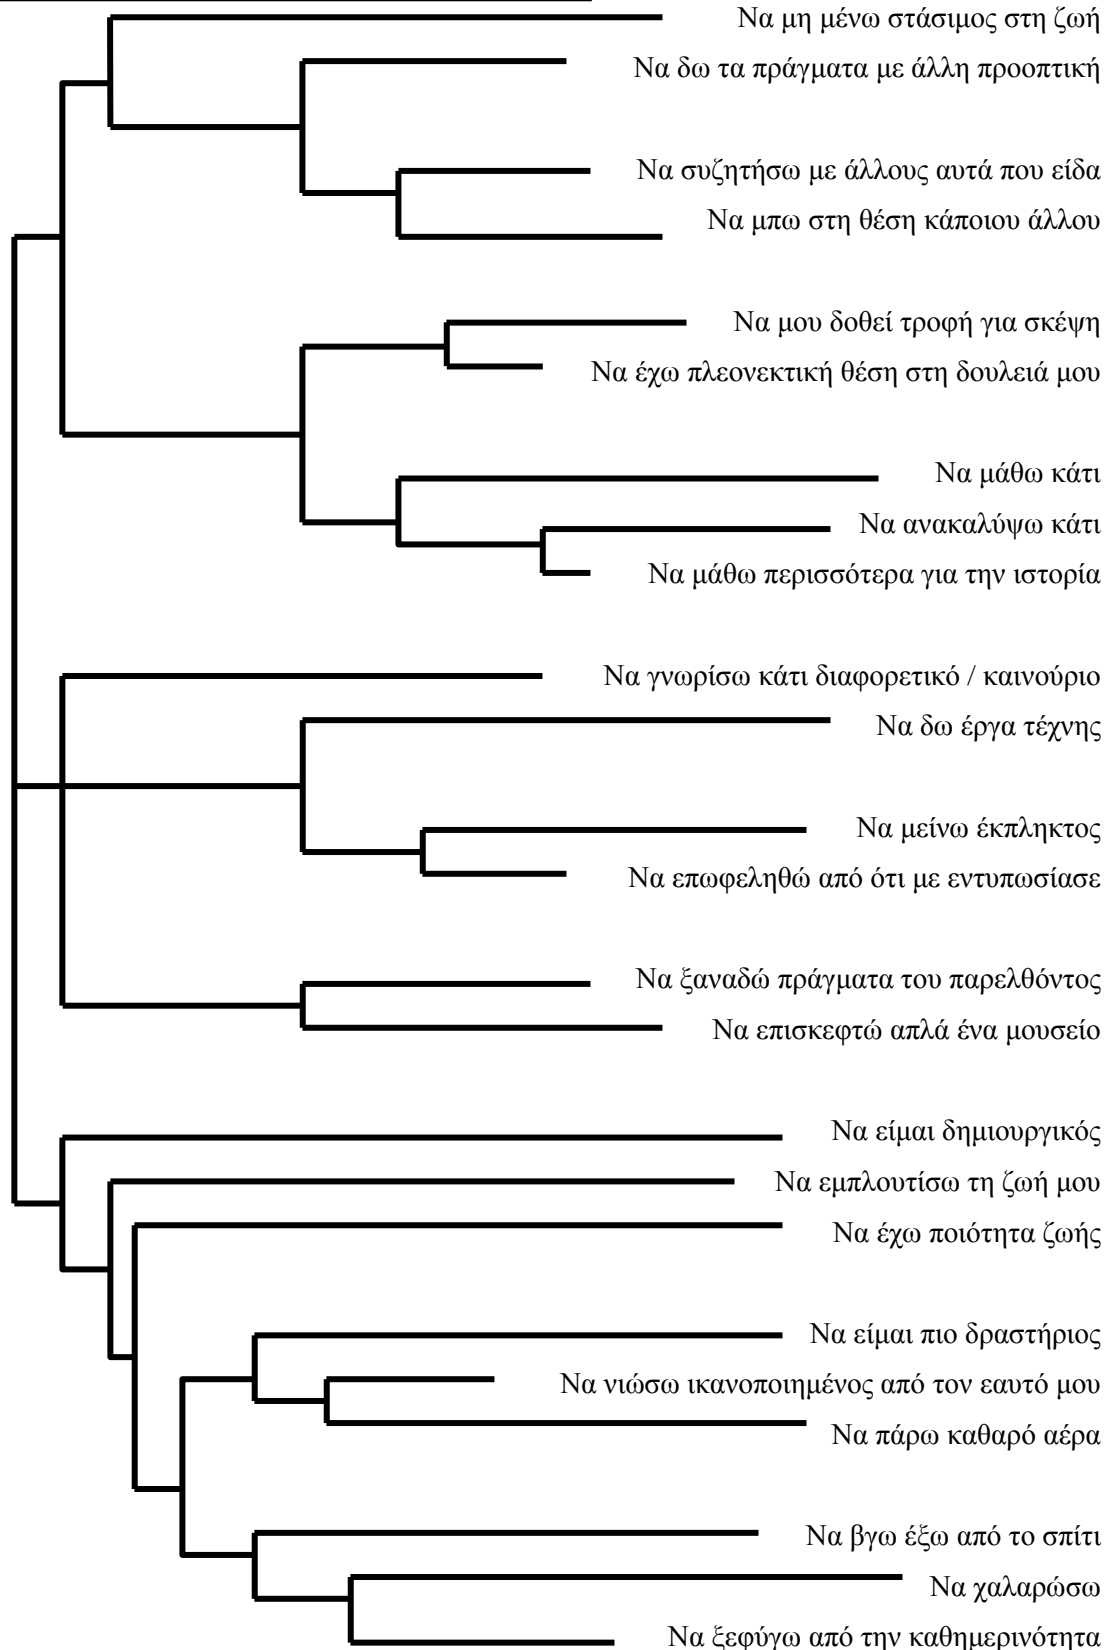 Να μη μένω στάσιμος στη ζωή
Να δω τα πράγματα με άλλη προοπτική
Να συζητήσω με άλλους αυτά που είδα
Να μπω στη θέση κάποιου άλλου
Να μου δοθεί τροφή για σκέψη
Να έχω πλεονεκτική θέση στη δουλειά μου
Να μάθω κάτι
Να ανακαλύψω κάτι
Να μάθω περισσότερα για την ιστορία
Να γνωρίσω κάτι διαφορετικό / καινούριο
Να δω έργα τέχνης
Να μείνω έκπληκτος
Να επωφεληθώ από ότι με εντυπωσίασε
Να ξαναδώ πράγματα του παρελθόντος
Να επισκεφτώ απλά ένα μουσείο
Να είμαι δημιουργικός
Να εμπλουτίσω τη ζωή μου
Να έχω ποιότητα ζωής
Να είμαι πιο δραστήριος
Να νιώσω ικανοποιημένος από τον εαυτό μου
Να πάρω καθαρό αέρα
Να βγω έξω από το σπίτι
Να χαλαρώσω
Να ξεφύγω από την καθημερινότητα